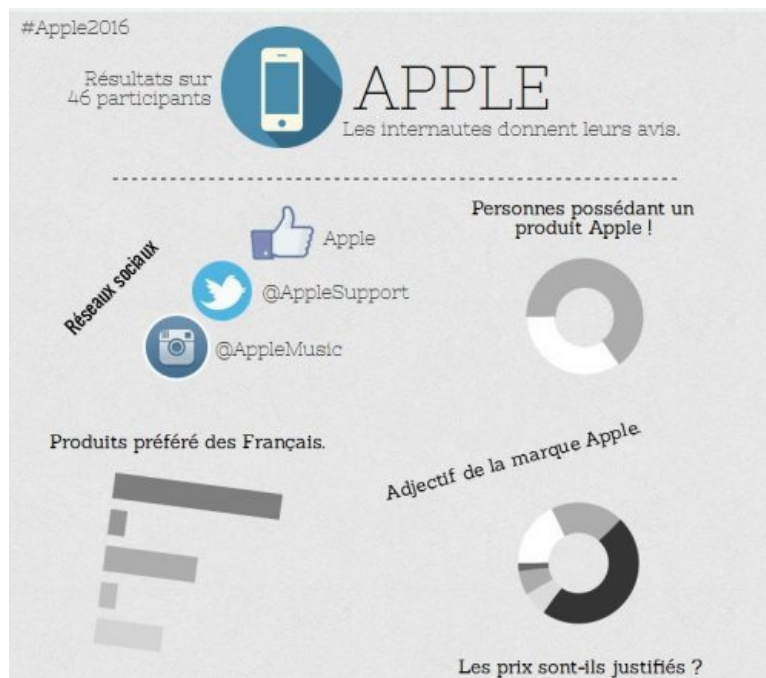 #Apple2016
Résultats sur
46 participants
APPLE
Les internautes donnent leurs avis.
Réseaux sociaux
Apple
@AppleSupport
@AppleMusic
Personnes possédant un
produit Apple !
Produits préféré des Français.
Adjectif de la marque Apple.
Les prix sont-ils justifiés ?